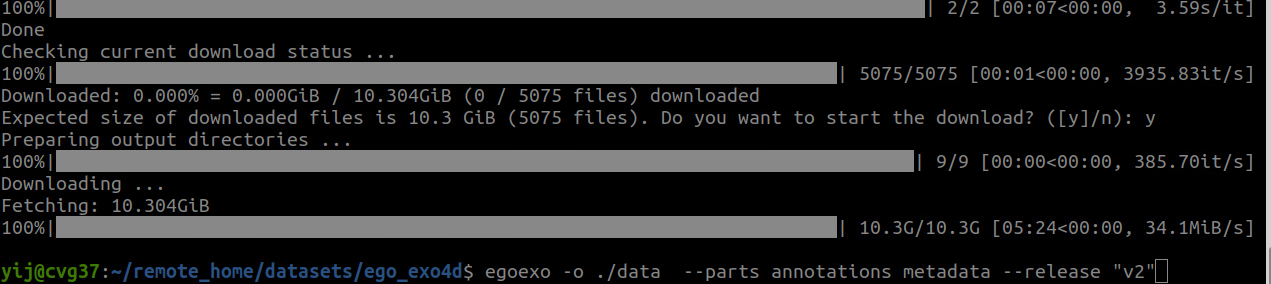 100%| | 2/2 [00:07<00:00,  3.59s/it]
Done
Checking current download status ...
100%| | 5075/5075 [00:01<00:00, 3935.83it/s]
Downloaded: 0.000% = 0.000GiB / 10.304GiB (0 / 5075 files) downloaded
Expected size of downloaded files is 10.3 GiB (5075 files). Do you want to start the download? ([y]/n): y
Preparing output directories ...
100%| | 9/9 [00:00<00:00, 385.70it/s]
Downloading ...
Fetching: 10.304GiB
100%| | 10.3G/10.3G [05:24<00:00, 34.1MiB/s]
yij@cvg37:~/remote_home/datasets/ego_exo4d$ egoexo -o ./data  --parts annotations metadata --release "v2"